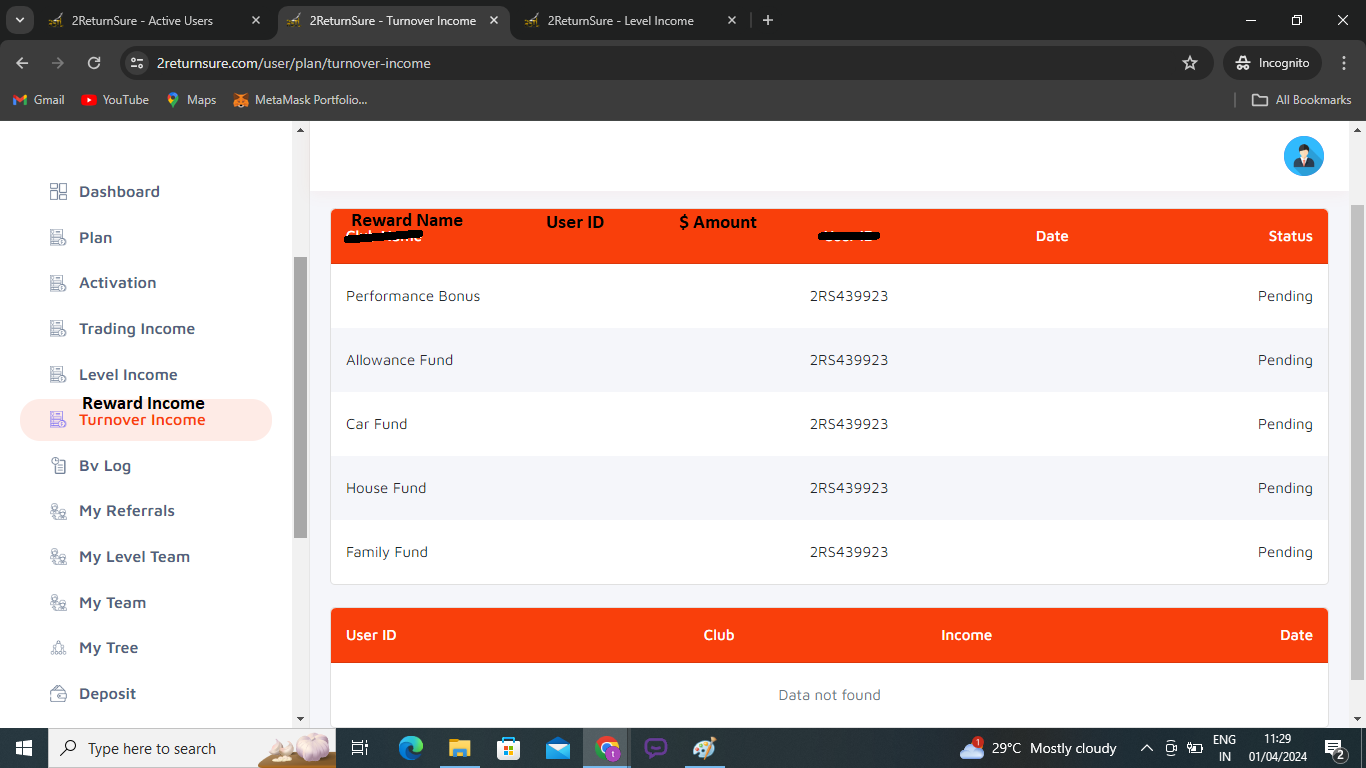 2ReturnSure - Active Users
2ReturnSure - Turnover Income
2ReturnSure - Level Income
2returnsure.com/user/plan/turnover-income
Incognito
Gmail
YouTube
Maps
MetaMask Portfolio...
All Bookmarks
Dashboard
Plan
Activation
Trading Income
Level Income
Reward Income
Turnover Income
Bv Log
My Referrals
My Level Team
My Team
My Tree
Deposit
Reward Name User ID $ Amount
Date Status
Performance Bonus 2RS439923 Pending
Allowance Fund 2RS439923 Pending
Car Fund 2RS439923 Pending
House Fund 2RS439923 Pending
Family Fund 2RS439923 Pending
User ID Club Income Date
Data not found
Type here to search
1
29°C Mostly cloudy
ENG
IN
11:29
01/04/2024
2